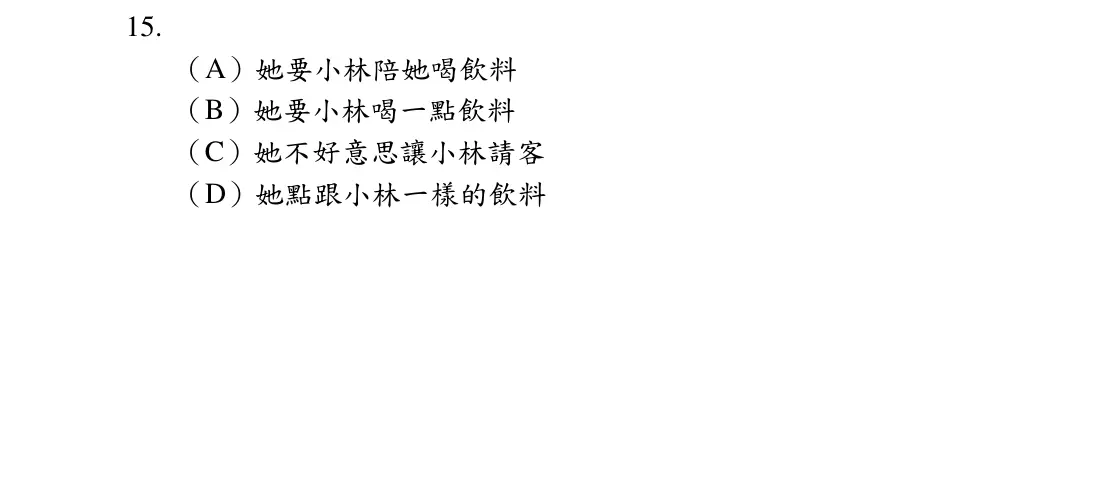 15.
（A）她要小林陪她喝飲料
（B）她要小林喝一點飲料
（C）她不好意思讓小林請客
（D）她點跟小林一樣的飲料